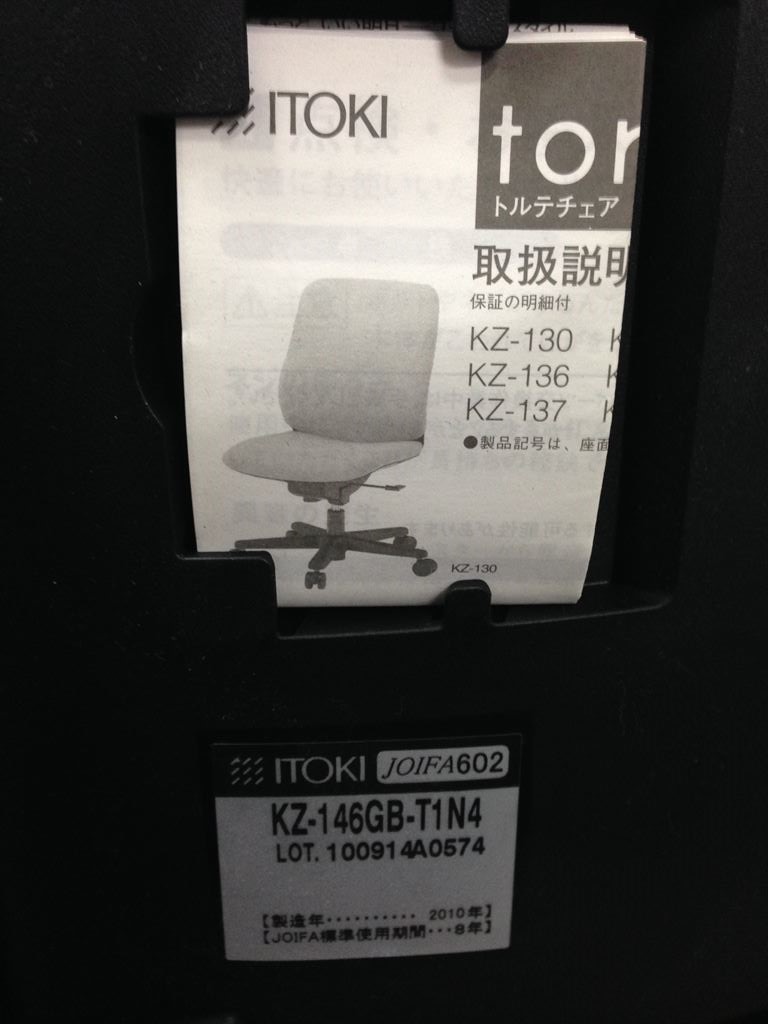 ITOKI
tor
トルテチェア
取扱説明
保証の明細付
KZ-130
KZ-136
KZ-137
●製品記号は、座面
KZ-130
ITOKI JOIFA602
KZ-146GB-T1N4
LOT. 100914A0574
【製造年･･････････ 2010年】
【JOIFA標準使用期間･･･8年】